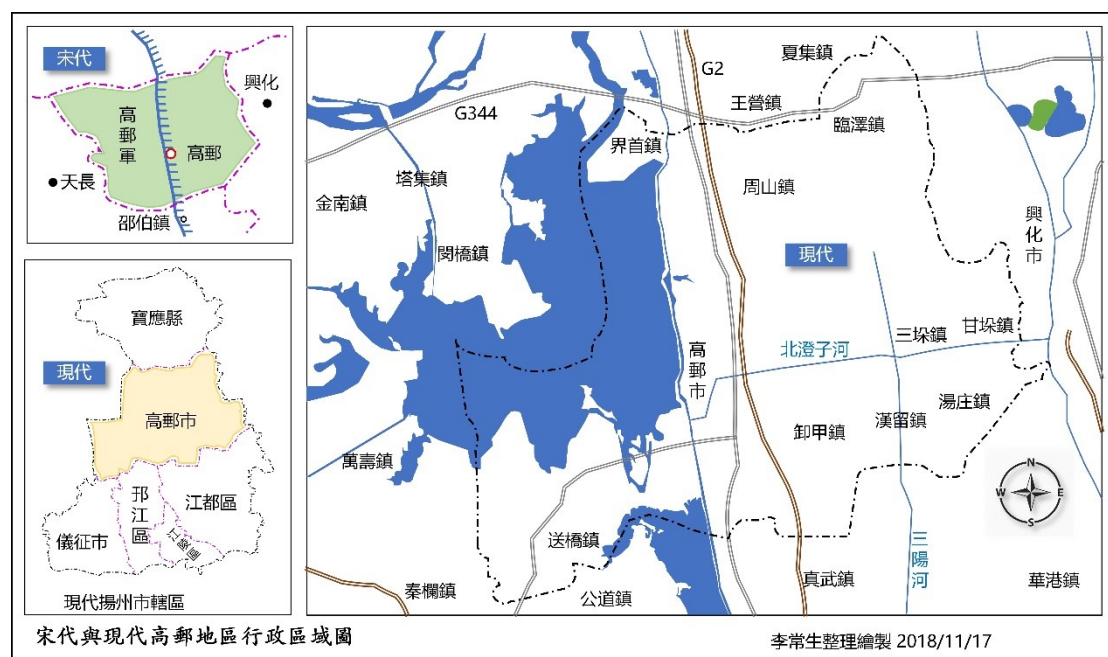 宋代
興化
高郵軍
高郵
天長
邵伯鎮
現代
寶應縣
高郵市
邗江區
江都區
儀征市
現代揚州市轄區
夏集鎮
G2
王營鎮
G344
臨澤鎮
界首鎮
塔集鎮
周山鎮
金南鎮
興化市
閔橋鎮
現代
三垛鎮
甘垛鎮
北澄子河
高郵市
湯庄鎮
漢留鎮
卸甲鎮
萬壽鎮
N
W
E
S
送橋鎮
三陽河
真武鎮
華港鎮
秦欄鎮
公道鎮
宋代與現代高郵地區行政區域圖
李常生整理繪製 2018/11/17